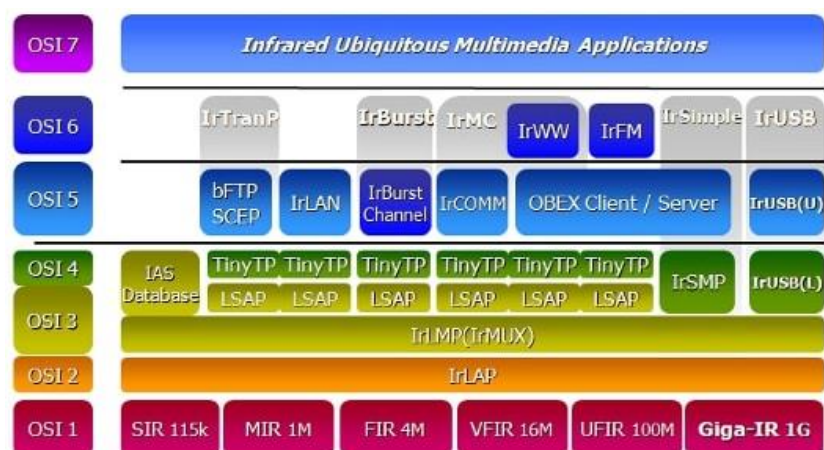 OSI 7
Infrared Ubiquitous Multimedia Applications
OSI 6
IrTranP
IrBurst
IrMC
IrWW
IrFM
IrSimple
IrUSB
OSI 5
bFTP
SCEP
IrLAN
IrBurst
Channel
IrCOMM
OBEX Client / Server
IrUSB(U)
OSI 4
IAS
Database
TinyTP
TinyTP
TinyTP
TinyTP
TinyTP
TinyTP
IrSMP
IrUSB(L)
OSI 3
LSAP
LSAP
LSAP
LSAP
LSAP
LSAP
IrLMP(IrMUX)
OSI 2
IrLAP
OSI 1
SIR 115k
MIR 1M
FIR 4M
VFIR 16M
UFIR 100M
Giga-IR 1G